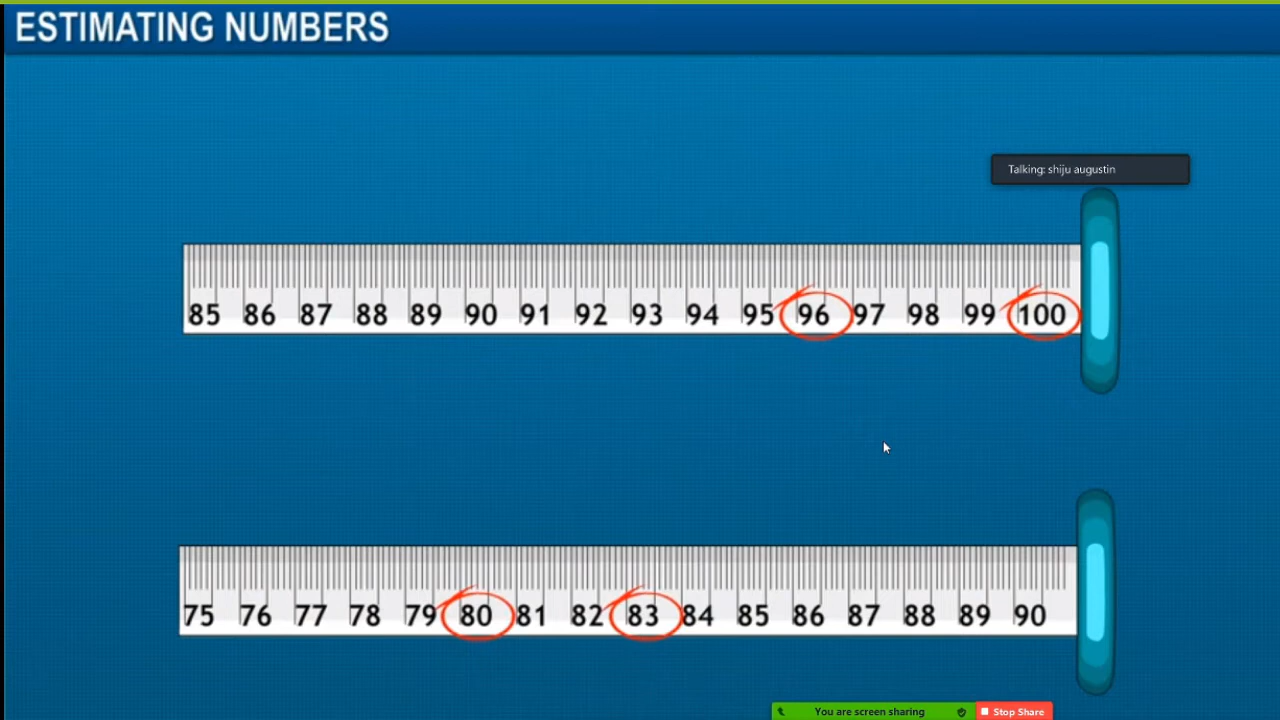 ESTIMATING NUMBERS
Talking: shiju augustin
85 86 87 88 89 90 91 92 93 94 95 96 97 98 99 100
75 76 77 78 79 80 81 82 83 84 85 86 87 88 89 90
You are screen sharing Stop Share